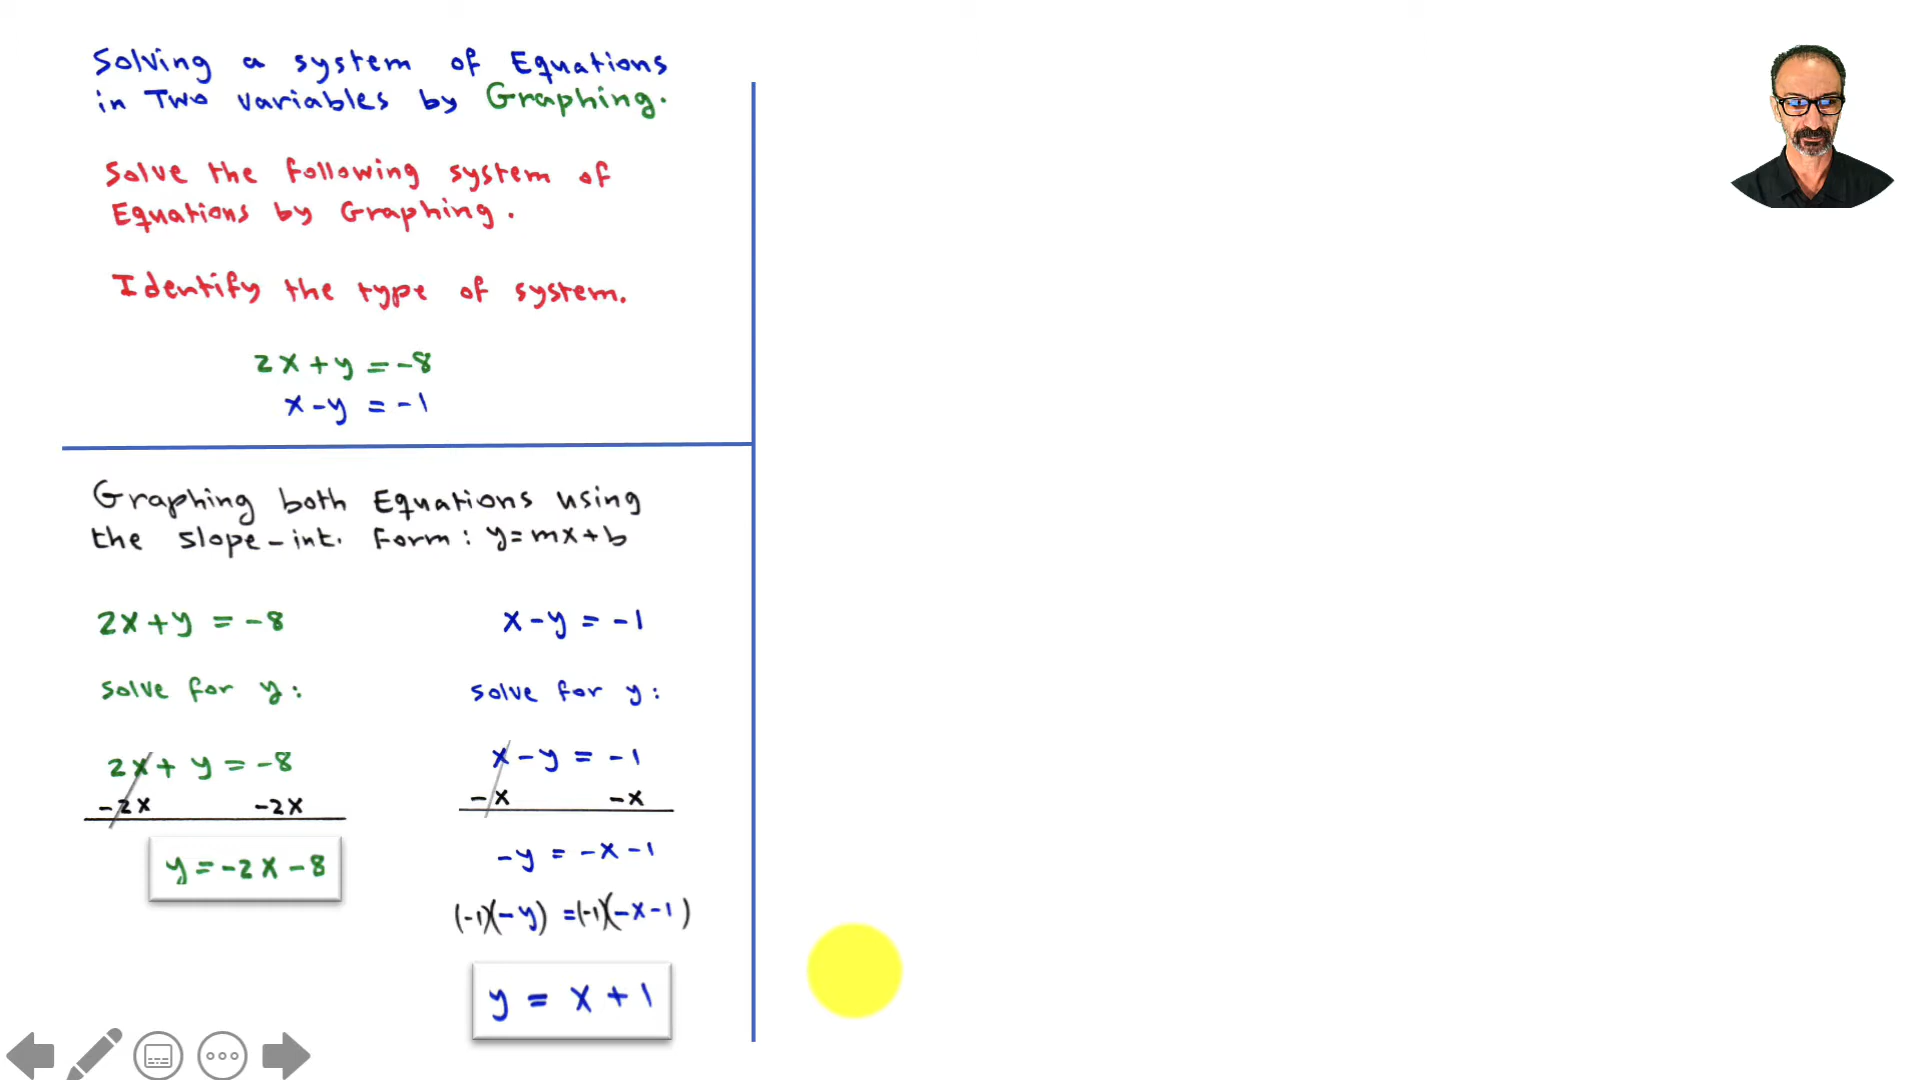 Solving a system of Equations
in Two variables by Graphing.
Solve the following system of
Equations by Graphing.
Identify the type of system.
2x+y=-8
x-y=-1
Graphing both Equations using
the slope-int. Form: y=mx+b
2x+y=-8
solve for y:
2x+y=-8
-2x -2x
y=-2x-8
x-y=-1
solve for y:
x-y=-1
-x -x
-y=-x-1
(-1)(-y)=(-1)(-x-1)
y=x+1